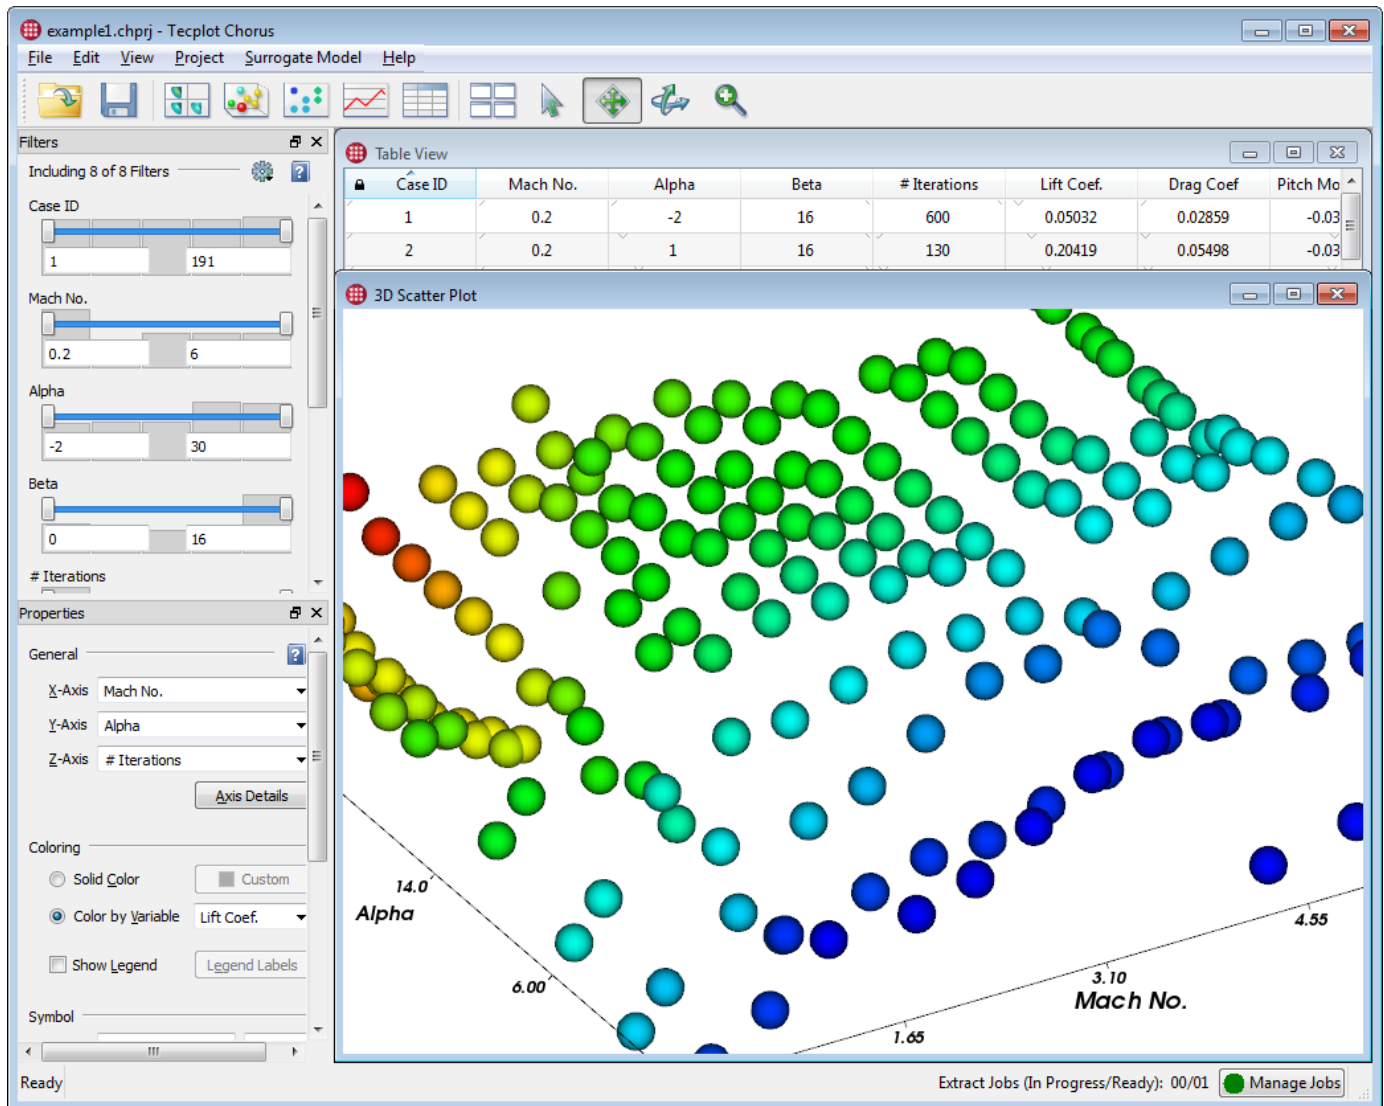 example1.chprj - Tecplot Chorus
File Edit View Project Surrogate Model Help
Filters
Including 8 of 8 Filters
Case ID
1 191
Mach No.
0.2 6
Alpha
-2 30
Beta
0 16
# Iterations
Properties
General
X-Axis Mach No.
Y-Axis Alpha
Z-Axis # Iterations
Axis Details
Coloring
Solid Color Custom
Color by Variable Lift Coef.
Show Legend Legend Labels
Symbol
Table View
Case ID Mach No. Alpha Beta # Iterations Lift Coef. Drag Coef Pitch Mo
1 0.2 -2 16 600 0.05032 0.02859 -0.03
2 0.2 1 16 130 0.20419 0.05498 -0.03
3D Scatter Plot
14.0
Alpha
6.00
4.55
3.10
Mach No.
1.65
Ready
Extract Jobs (In Progress/Ready): 00/01 Manage Jobs